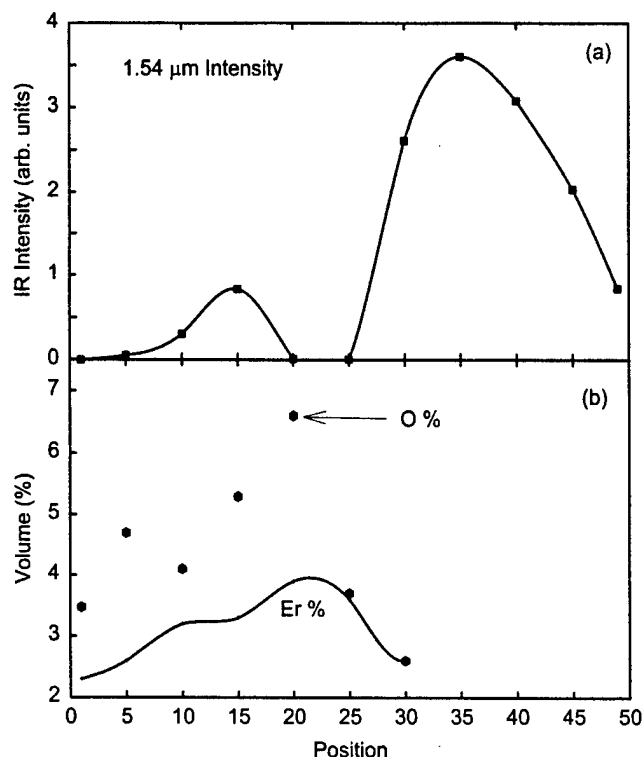 4
3
2
1
0
IR Intensity (arb. units)
1.54 μm Intensity
(a)
7
6
5
4
3
2
Volume (%)
(b)
O %
Er %
0 5 10 15 20 25 30 35 40 45 50
Position